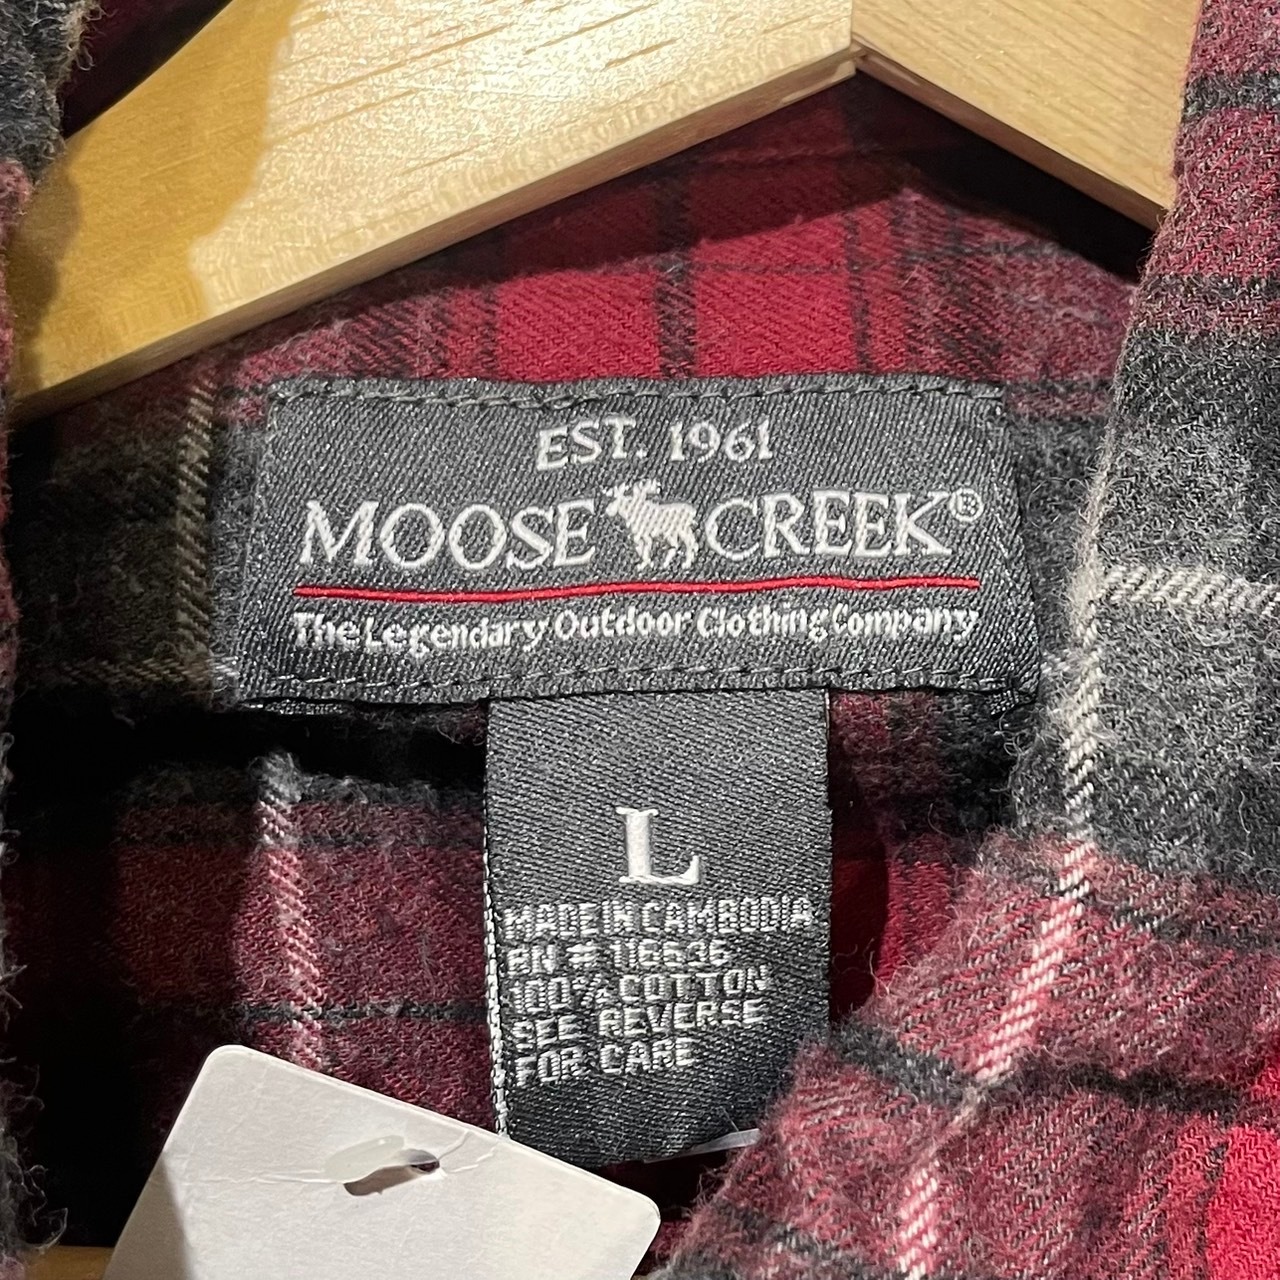 EST. 1961
MOOSE CREEK®
The Legendary Outdoor Clothing Company
L
MADE IN CAMBODIA
RN # 116636
100% COTTON
SEE REVERSE
FOR CARE